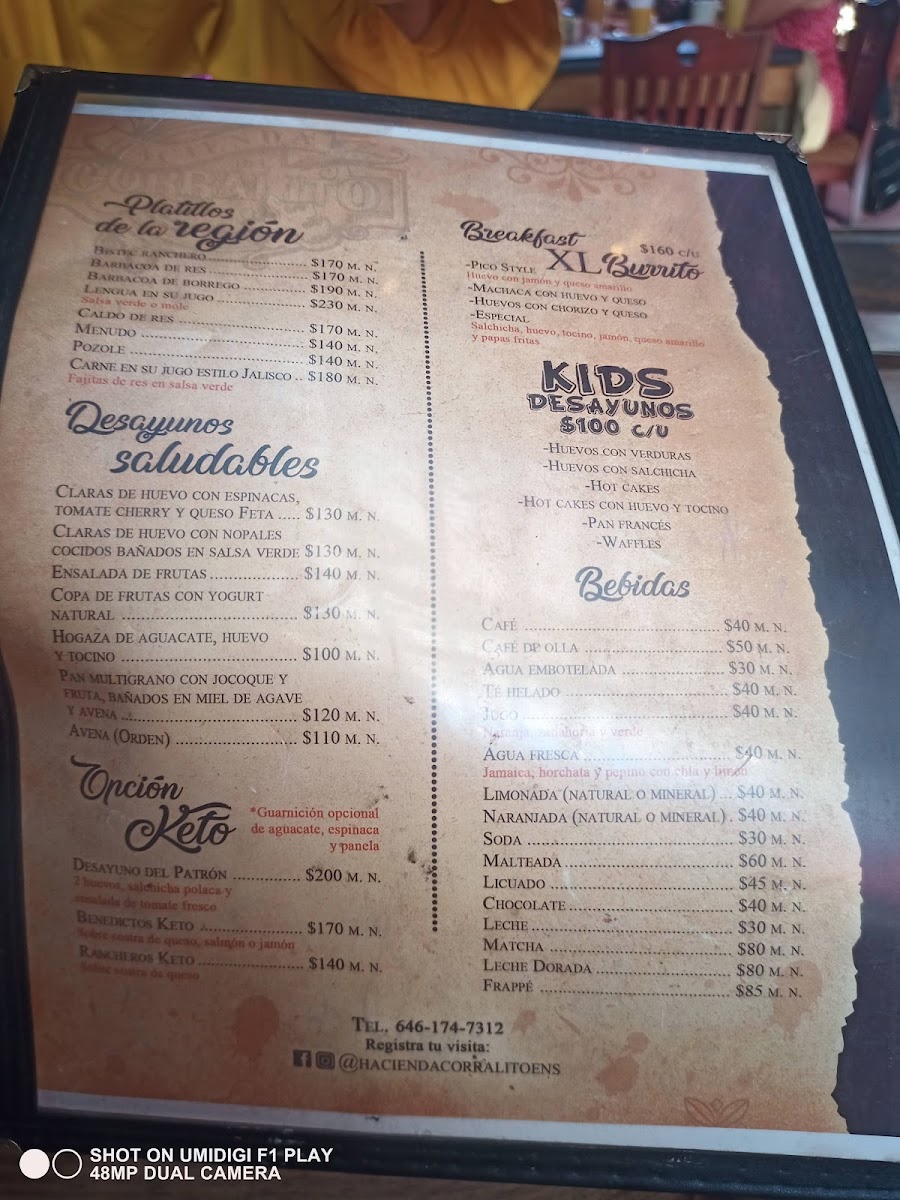 CORRALITO
Platillos
de la región
BISTEC RANCHERO ........ $170 M. N.
BARBACOA DE RES ........ $170 M. N.
BARBACOA DE BORREGO ........ $190 M. N.
LENGUA EN SU JUGO ........ $230 M. N.
Salsa verde o mole
CALDO DE RES ........ $170 M. N.
MENUDO ........ $140 M. N.
POZOLE ........ $140 M. N.
CARNE EN SU JUGO ESTILO JALISCO .. $180 M. N.
Fajitas de res en salsa verde
Desayunos
saludables
CLARAS DE HUEVO CON ESPINACAS,
TOMATE CHERRY Y QUESO FETA ..... $130 M. N.
CLARAS DE HUEVO CON NOPALES
COCIDOS BAÑADOS EN SALSA VERDE $130 M. N.
ENSALADA DE FRUTAS ........ $140 M. N.
COPA DE FRUTAS CON YOGURT
NATURAL ........ $130 M. N.
HOGAZA DE AGUACATE, HUEVO
Y TOCINO ........ $100 M. N.
PAN MULTIGRANO CON JOCOQUE Y
FRUTA, BAÑADOS EN MIEL DE AGAVE
Y AVENA ........ $120 M. N.
AVENA (ORDEN) ........ $110 M. N.
Opción
Keto
*Guarnición opcional
de aguacate, espinaca
y panela
DESAYUNO DEL PATRÓN ........ $200 M. N.
2 huevos, salchicha polaca y
ensalada de tomate fresco
BENEDICTOS KETO ........ $170 M. N.
Sobre costra de queso, salmón o jamón
RANCHEROS KETO ........ $140 M. N.
Sobre costra de queso
Breakfast
XL Burrito
$160 C/U
-PICO STYLE
Huevo con jamón y queso amarillo
-MACHACA CON HUEVO Y QUESO
-HUEVOS CON CHORIZO Y QUESO
-ESPECIAL
Salchicha, huevo, tocino, jamón, queso amarillo
y papas fritas
KIDS
DESAYUNOS
$100 C/U
-HUEVOS CON VERDURAS
-HUEVOS CON SALCHICHA
-HOT CAKES
-HOT CAKES CON HUEVO Y TOCINO
-PAN FRANCÉS
-WAFFLES
Bebidas
CAFÉ ........ $40 M. N.
CAFÉ DE OLLA ........ $50 M. N.
AGUA EMBOTELADA ........ $30 M. N.
TÉ HELADO ........ $40 M. N.
JUGO ........ $40 M. N.
Naranja, zanahoria y verde
AGUA FRESCA ........ $40 M. N.
Jamaica, horchata y pepino con chia y limón
LIMONADA (NATURAL O MINERAL) ... $40 M. N.
NARANJADA (NATURAL O MINERAL) . $40 M. N.
SODA ........ $30 M. N.
MALTEADA ........ $60 M. N.
LICUADO ........ $45 M. N.
CHOCOLATE ........ $40 M. N.
LECHE ........ $30 M. N.
MATCHA ........ $80 M. N.
LECHE DORADA ........ $80 M. N.
FRAPPÉ ........ $85 M. N.
TEL. 646-174-7312
Registra tu visita:
@HACIENDACORRALITOENS
SHOT ON UMIDIGI F1 PLAY
48MP DUAL CAMERA